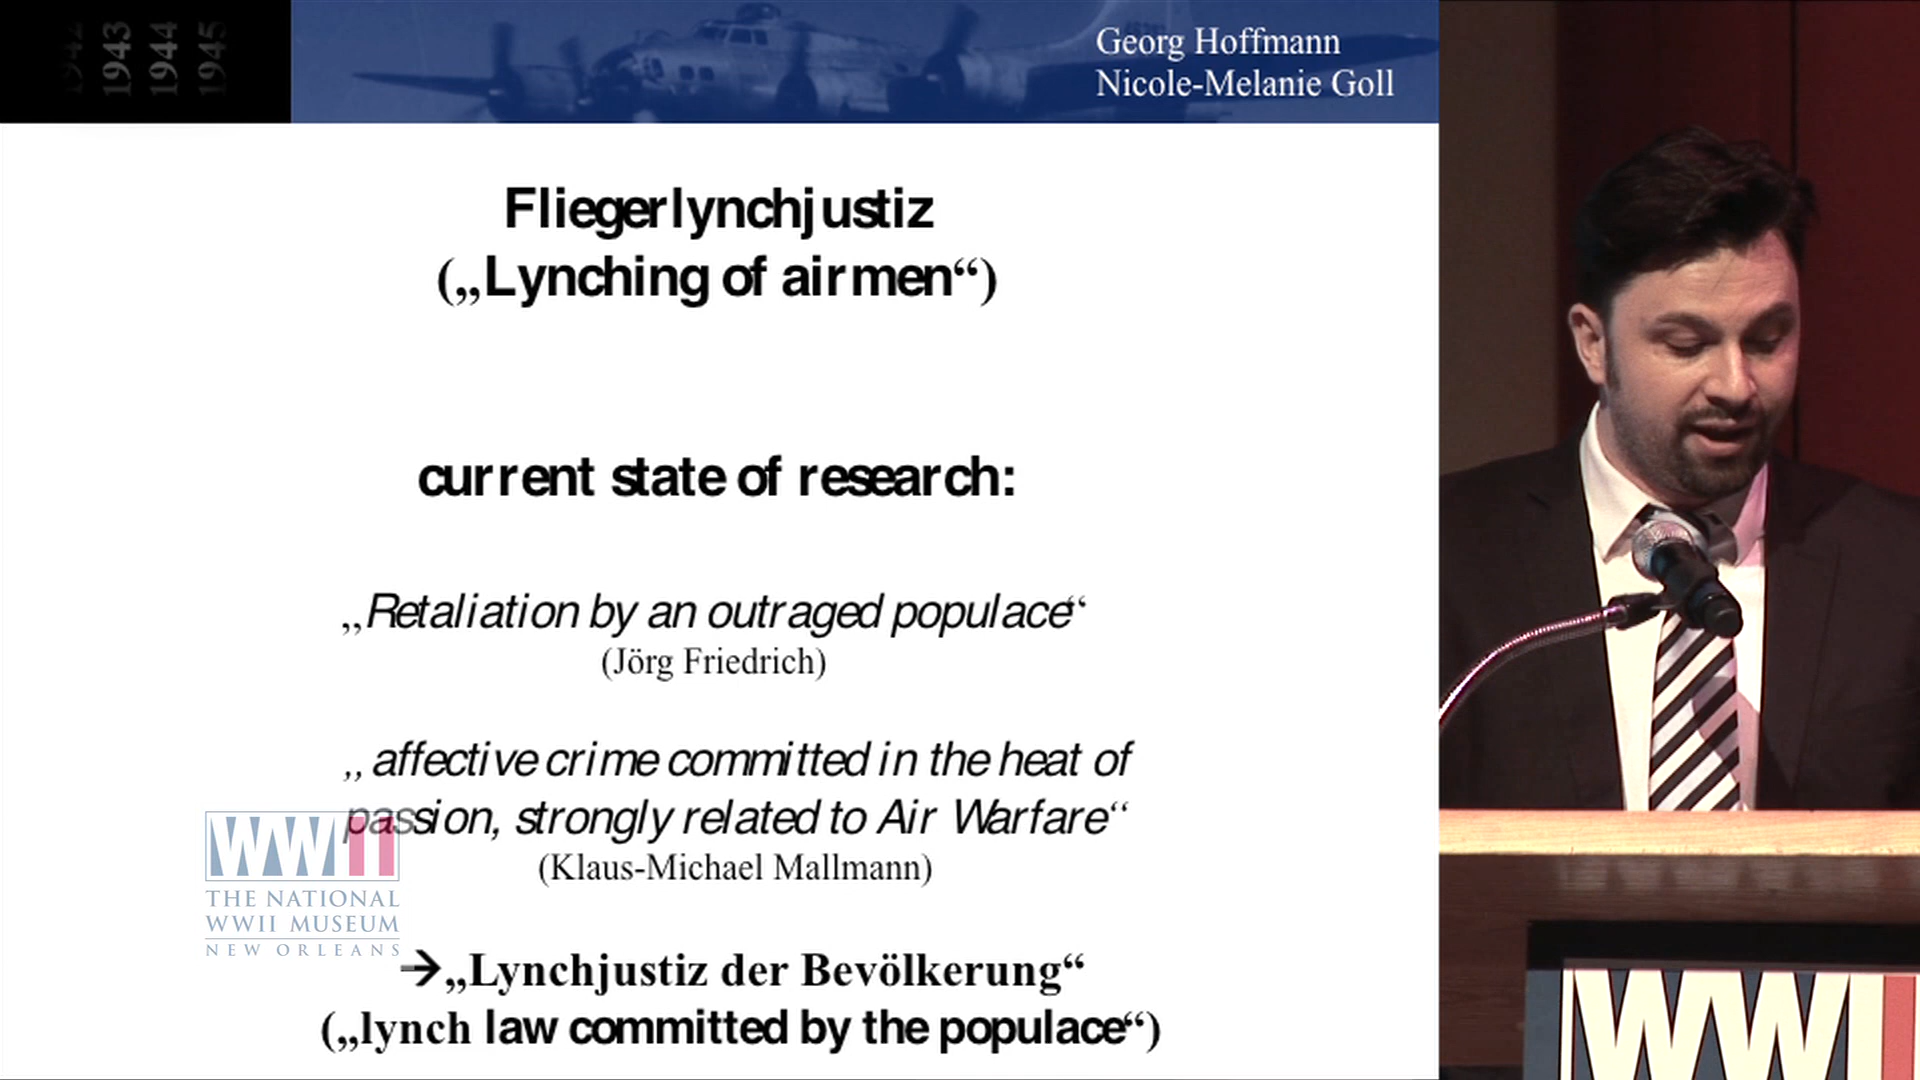 1942 1943 1944 1945
Georg Hoffmann
Nicole-Melanie Goll
Fliegerlynchjustiz
(„Lynching of airmen“)
current state of research:
„Retaliation by an outraged populace“
(Jörg Friedrich)
„affective crime committed in the heat of
passion, strongly related to Air Warfare“
(Klaus-Michael Mallmann)
→„Lynchjustiz der Bevölkerung“
(„lynch law committed by the populace“)
WWII
THE NATIONAL
WWII MUSEUM
NEW ORLEANS
WWI